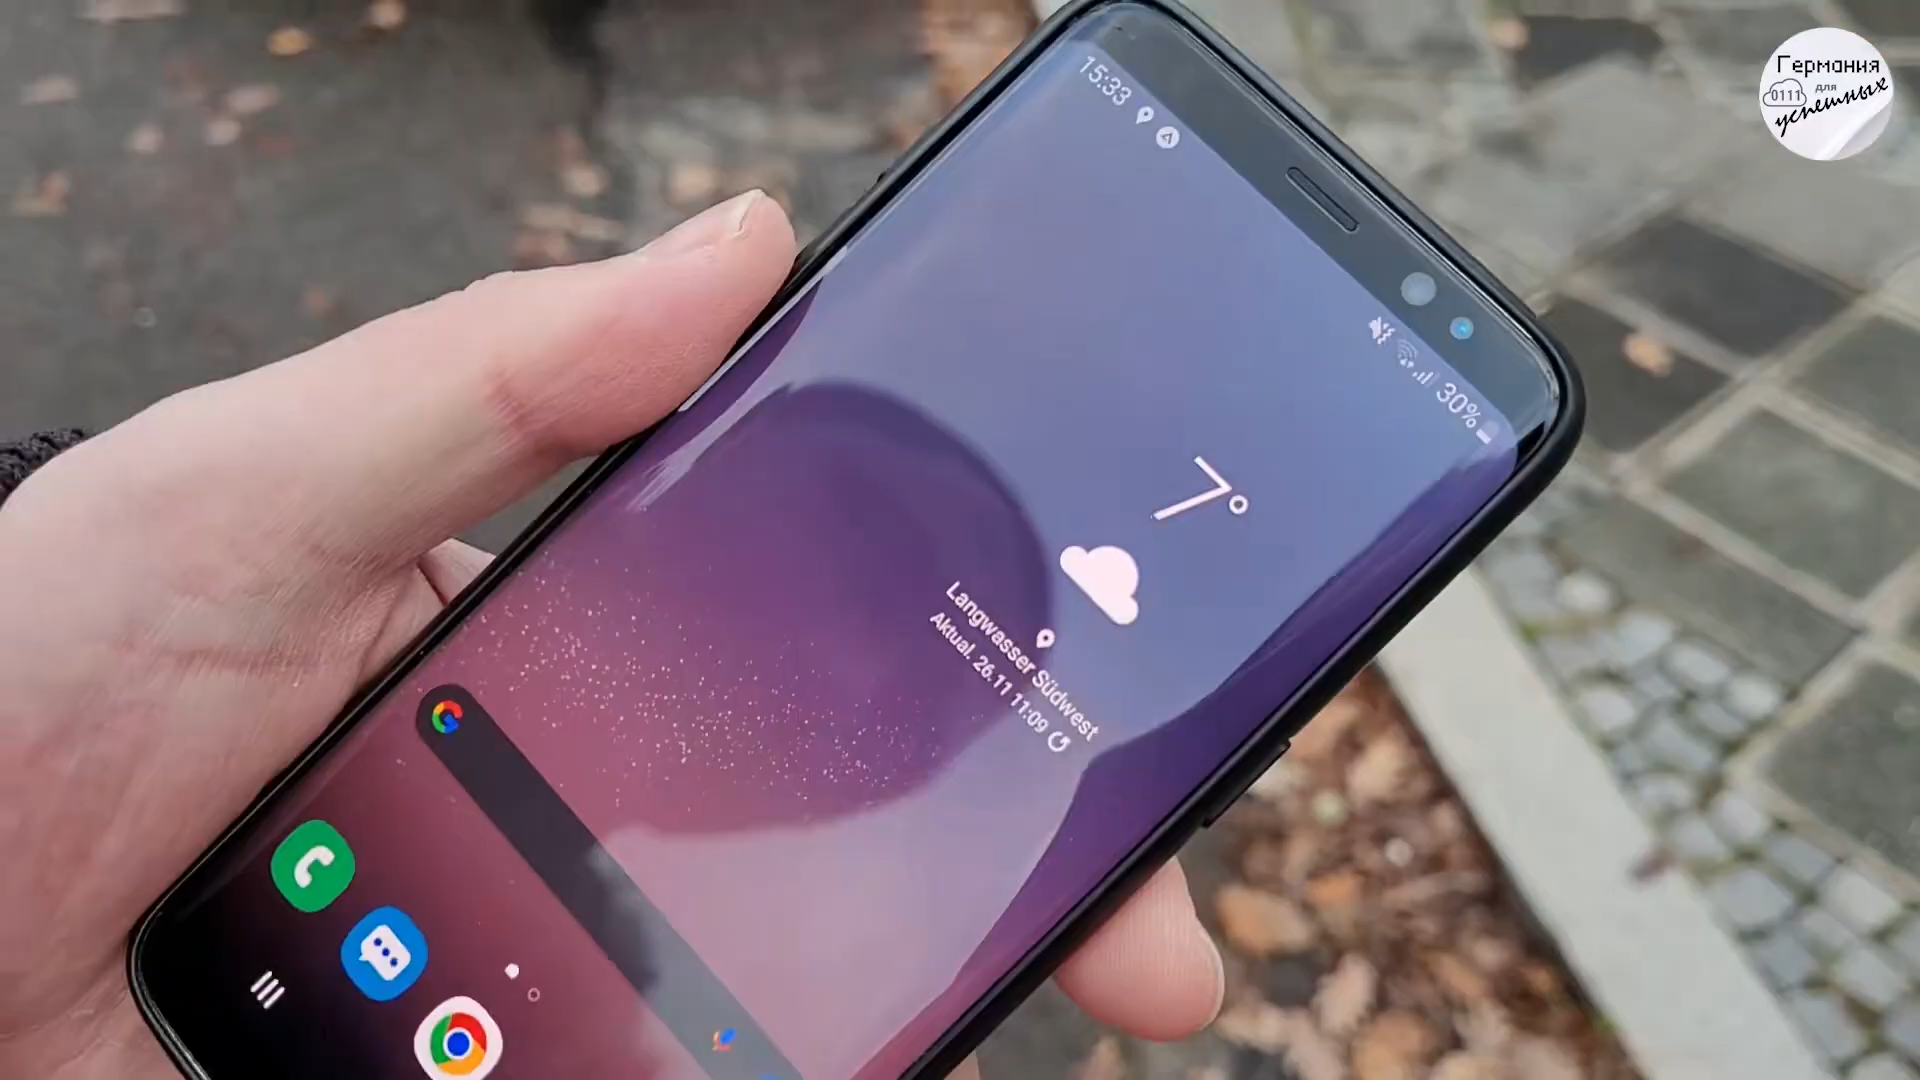 15:33
30%
7°
Langwasser Südwest
Aktual. 26.11 11:09
Германия
0111 для
успешных